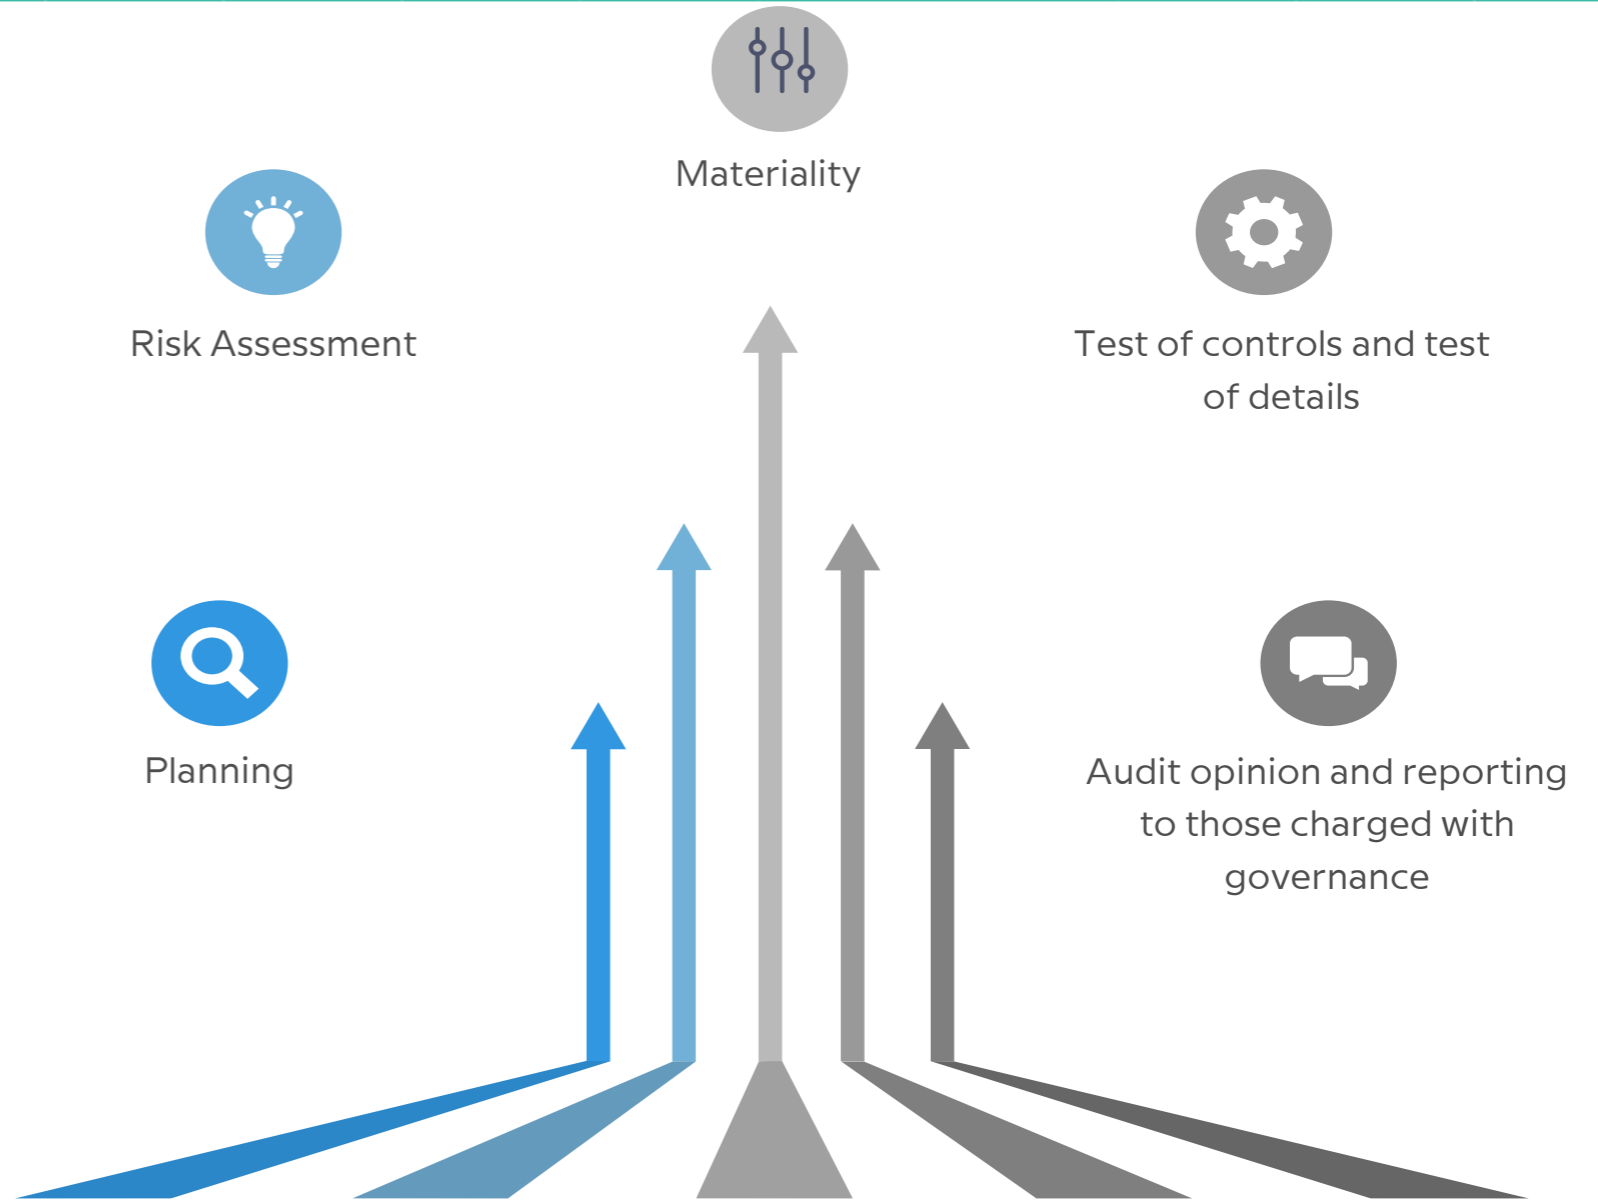 Materiality
Risk Assessment
Test of controls and test
of details
Planning
Audit opinion and reporting
to those charged with
governance